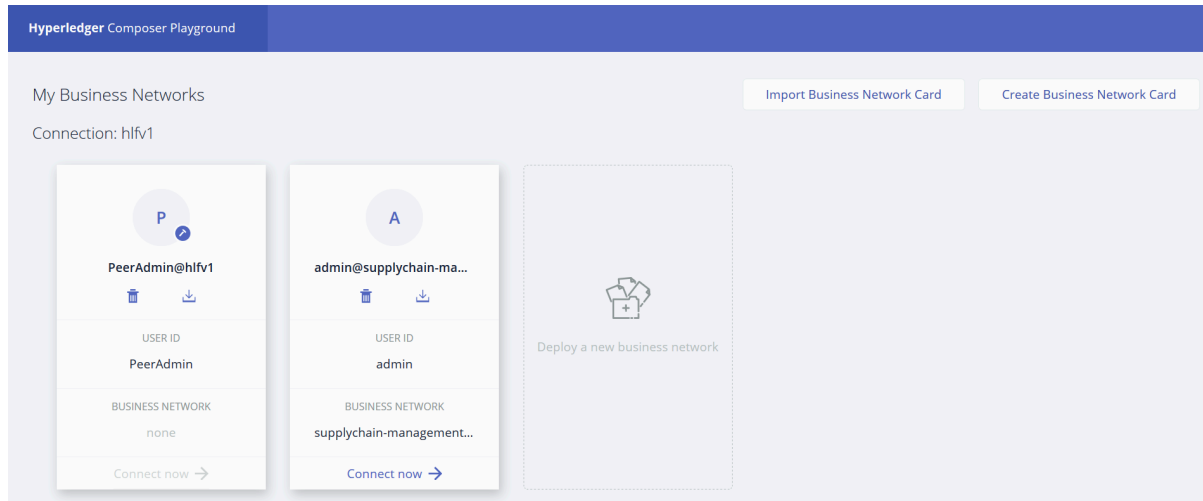 Hyperledger Composer Playground
My Business Networks
Import Business Network Card
Create Business Network Card
Connection: hlfv1
P
PeerAdmin@hlfv1
USER ID
PeerAdmin
BUSINESS NETWORK
none
Connect now
A
admin@supplychain-ma...
USER ID
admin
BUSINESS NETWORK
supplychain-management...
Connect now
Deploy a new business network